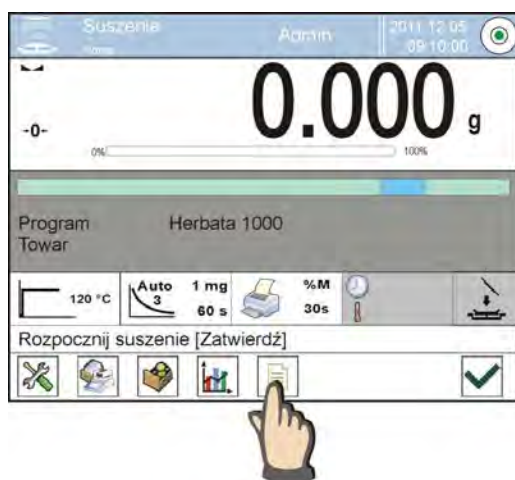 Suszenie Admin 2011.12.05
09:10:00
0.000 g
-0-
0% 100%
Program Herbata 1000
Towar
120 °C Auto 3 1 mg 60 s %M 30s
Rozpocznij suszenie [Zatwierdź]